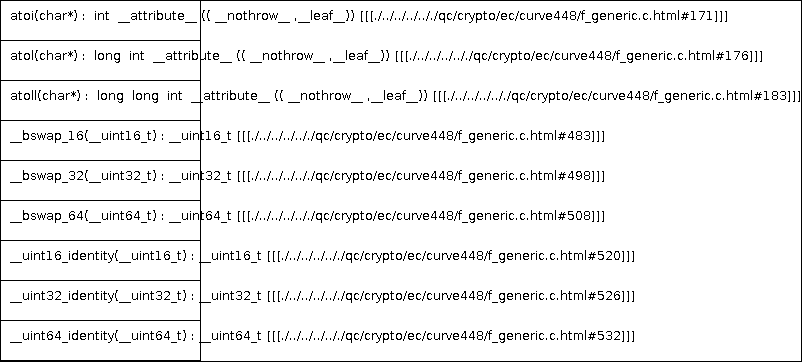 atoi(char*) : int __attribute__ (( __nothrow__ ,__leaf__)) [[[./../../../.././qc/crypto/ec/curve448/f_generic.c.html#171]]]
atol(char*) : long int __attribute__ (( __nothrow__ ,__leaf__)) [[[./../../../.././qc/crypto/ec/curve448/f_generic.c.html#176]]]
atoll(char*) : long long int __attribute__ (( __nothrow__ ,__leaf__)) [[[./../../../.././qc/crypto/ec/curve448/f_generic.c.html#183]]]
__bswap_16(__uint16_t) : __uint16_t [[[./../../../.././qc/crypto/ec/curve448/f_generic.c.html#483]]]
__bswap_32(__uint32_t) : __uint32_t [[[./../../../.././qc/crypto/ec/curve448/f_generic.c.html#498]]]
__bswap_64(__uint64_t) : __uint64_t [[[./../../../.././qc/crypto/ec/curve448/f_generic.c.html#508]]]
__uint16_identity(__uint16_t) : __uint16_t [[[./../../../.././qc/crypto/ec/curve448/f_generic.c.html#520]]]
__uint32_identity(__uint32_t) : __uint32_t [[[./../../../.././qc/crypto/ec/curve448/f_generic.c.html#526]]]
__uint64_identity(__uint64_t) : __uint64_t [[[./../../../.././qc/crypto/ec/curve448/f_generic.c.html#532]]]